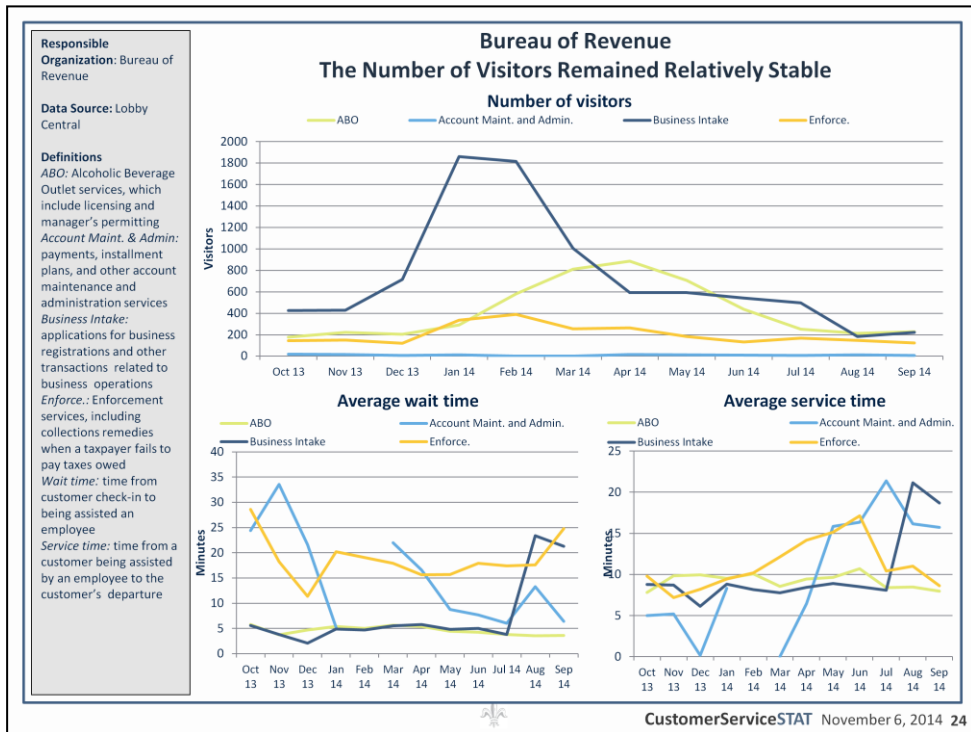 Responsible
Organization: Bureau of
Revenue
Data Source: Lobby
Central
Definitions
ABO: Alcoholic Beverage
Outlet services, which
include licensing and
manager's permitting
Account Maint. & Admin:
payments, installment
plans, and other account
maintenance and
administration services
Business Intake:
applications for business
registrations and other
transactions related to
business operations
Enforce.: Enforcement
services, including
collections remedies
when a taxpayer fails to
pay taxes owed
Wait time: time from
customer check-in to
being assisted an
employee
Service time: time from a
customer being assisted
by an employee to the
customer's departure
Bureau of Revenue
The Number of Visitors Remained Relatively Stable
Number of visitors
ABO Account Maint. and Admin. Business Intake Enforce.
Visitors
2000
1800
1600
1400
1200
1000
800
600
400
200
0
Oct 13 Nov 13 Dec 13 Jan 14 Feb 14 Mar 14 Apr 14 May 14 Jun 14 Jul 14 Aug 14 Sep 14
Average wait time
ABO Account Maint. and Admin.
Business Intake Enforce.
Minutes
40
35
30
25
20
15
10
5
0
Oct Nov Dec Jan Feb Mar Apr May Jun Jul 14 Aug Sep
13 13 13 14 14 14 14 14 14 14 14
Average service time
ABO Account Maint. and Admin.
Business Intake Enforce.
Minutes
25
20
15
10
5
0
Oct Nov Dec Jan Feb Mar Apr May Jun Jul Aug Sep
13 13 13 14 14 14 14 14 14 14 14 14
CustomerServiceSTAT November 6, 2014 24